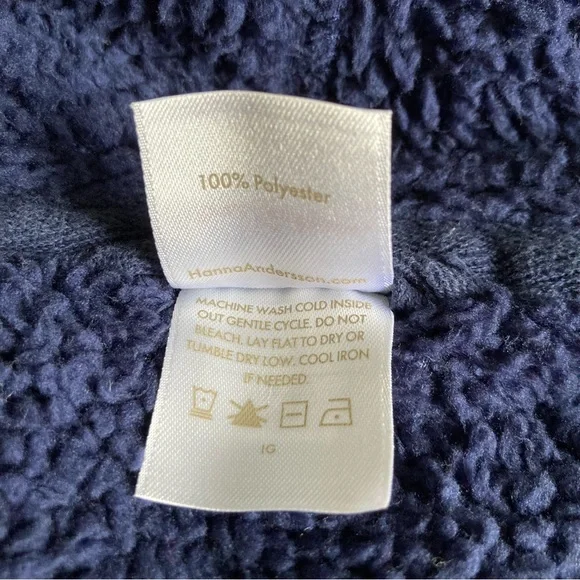 100% Polyester
HannaAndersson.com
MACHINE WASH COLD INSIDE
OUT GENTLE CYCLE. DO NOT
BLEACH. LAY FLAT TO DRY OR
TUMBLE DRY LOW. COOL IRON
IF NEEDED.
IG